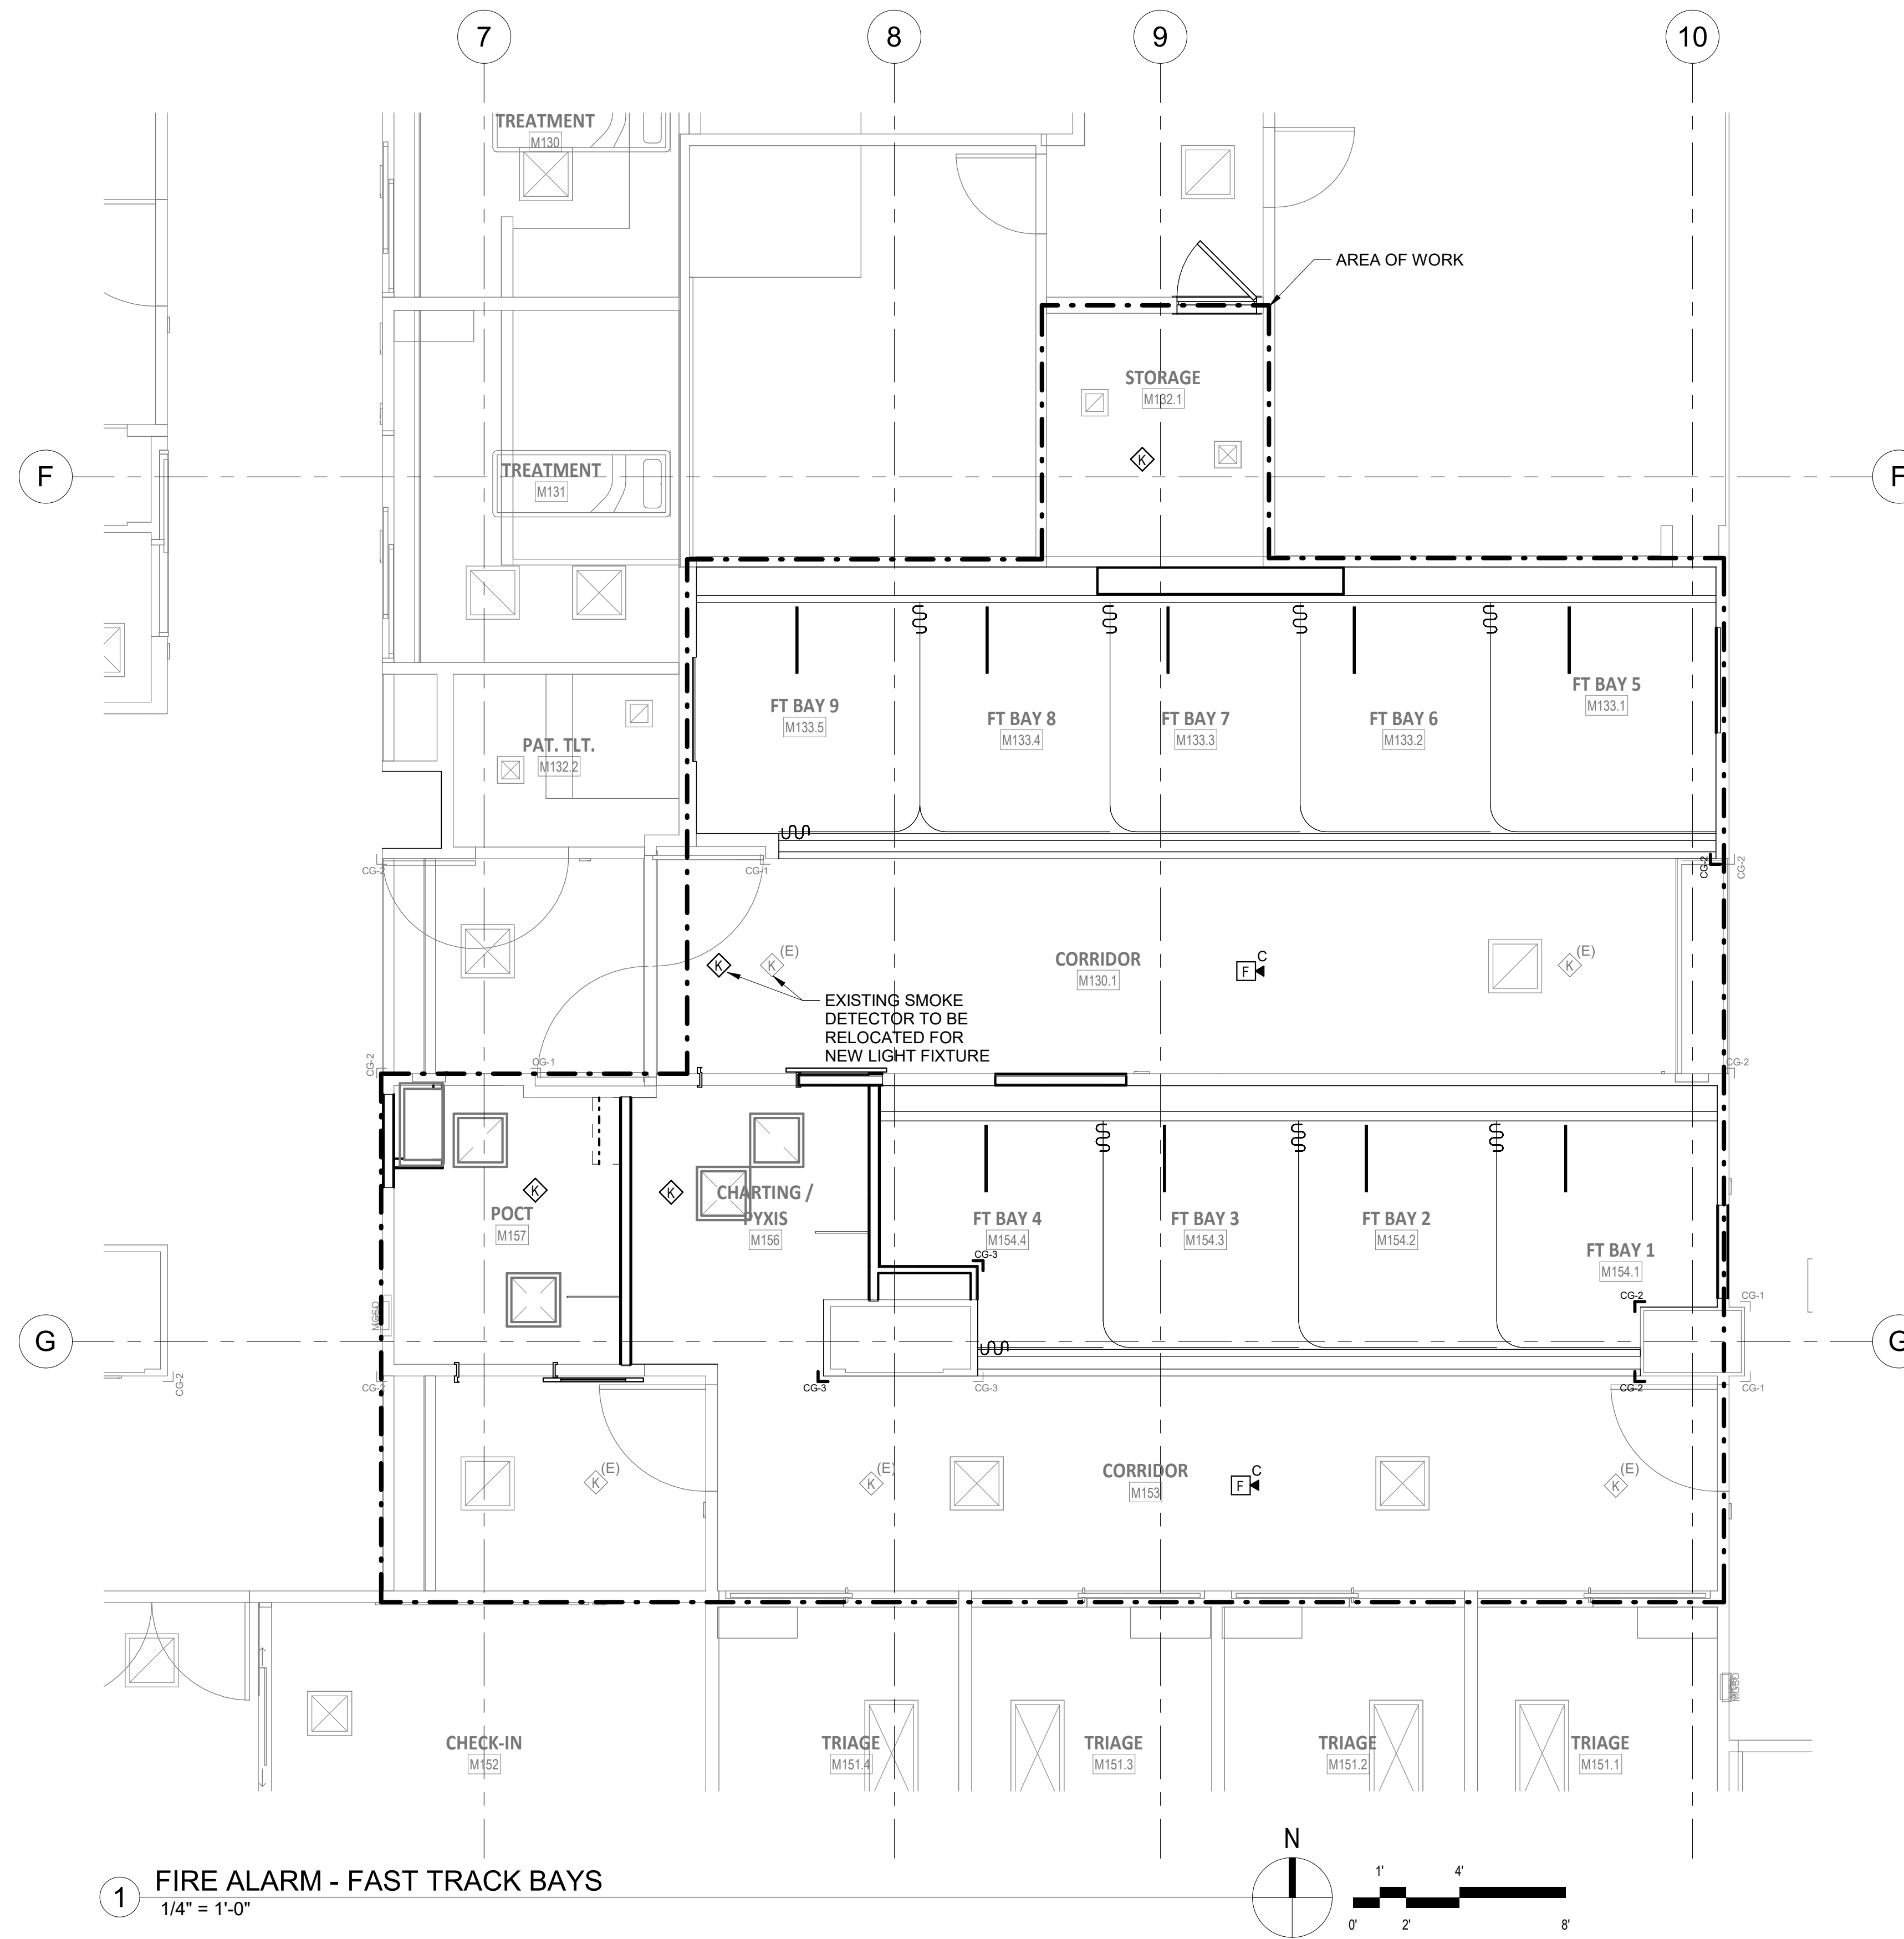 7
8
9
10
TREATMENT
M130
AREA OF WORK
STORAGE
M132.1
K
F
F
TREATMENT
M131
FT BAY 5
M133.1
FT BAY 9
M133.5
FT BAY 8
M133.4
FT BAY 7
M133.3
FT BAY 6
M133.2
PAT. TLT.
M132.2
CG-2
CG-1
CG-2
CG-2
K
K
(E)
CORRIDOR
M130.1
F
C
K
(E)
EXISTING SMOKE
DETECTOR TO BE
RELOCATED FOR
NEW LIGHT FIXTURE
CG-2
CG-1
CG-2
K
K
CHARTING /
PYXIS
M156
POCT
M157
FT BAY 4
M154.4
FT BAY 3
M154.3
FT BAY 2
M154.2
FT BAY 1
M154.1
CG-3
CG-2
CG-1
G
G
CG-2
CG-2
CG-3
CG-3
CG-2
CG-1
K
(E)
K
(E)
CORRIDOR
M153
F
C
K
(E)
CHECK-IN
M152
TRIAGE
M151.4
TRIAGE
M151.3
TRIAGE
M151.2
TRIAGE
M151.1
N
1
FIRE ALARM - FAST TRACK BAYS
1/4" = 1'-0"
1'
4'
0'
2'
8'